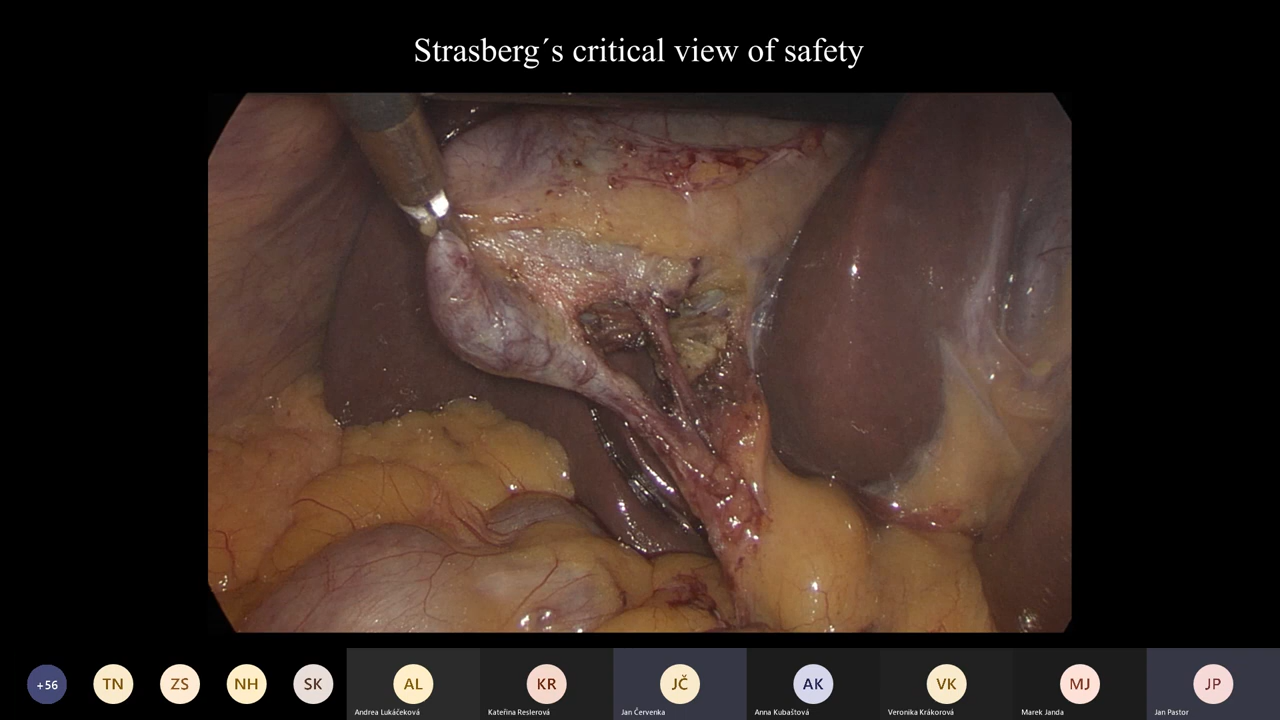 Strasberg´s critical view of safety
+56
TN
ZS
NH
SK
AL
KR
JČ
AK
VK
MJ
JP
Andrea Lukáčeková
Kateřina Reslerová
Jan Červenka
Anna Kubaštová
Veronika Krákorová
Marek Janda
Jan Pastor